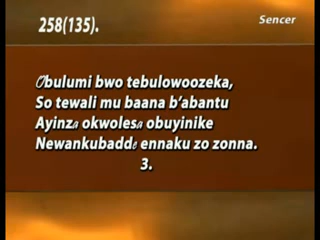 258(135).
Sencer
Obulumi bwo tebulowoozeka,
So tewali mu baana b'abantu
Ayinza okwolesa obuyinike
Newankubadde ennaku zo zonna.
3.